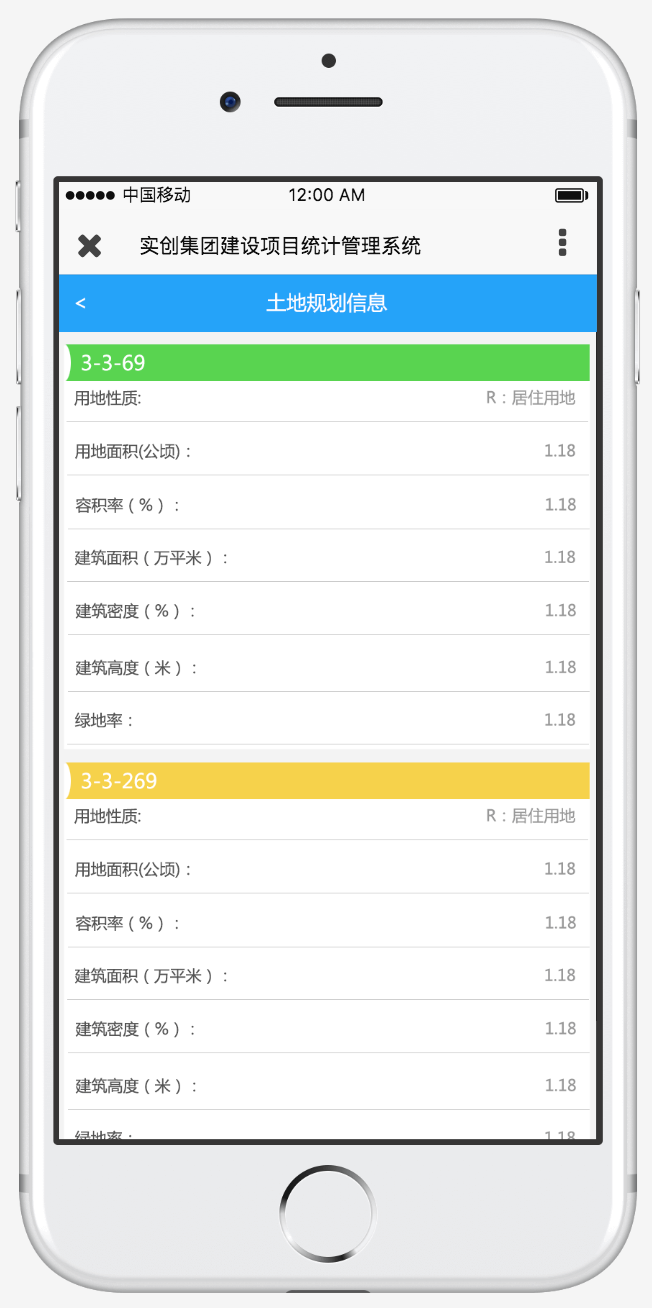 中国移动 12:00 AM
实创集团建设项目统计管理系统
< 土地规划信息
3-3-69
用地性质: R：居住用地
用地面积(公顷)： 1.18
容积率（%）： 1.18
建筑面积（万平米）： 1.18
建筑密度（%）： 1.18
建筑高度（米）： 1.18
绿地率： 1.18
3-3-269
用地性质: R：居住用地
用地面积(公顷)： 1.18
容积率（%）： 1.18
建筑面积（万平米）： 1.18
建筑密度（%）： 1.18
建筑高度（米）： 1.18
绿地率： 1.18